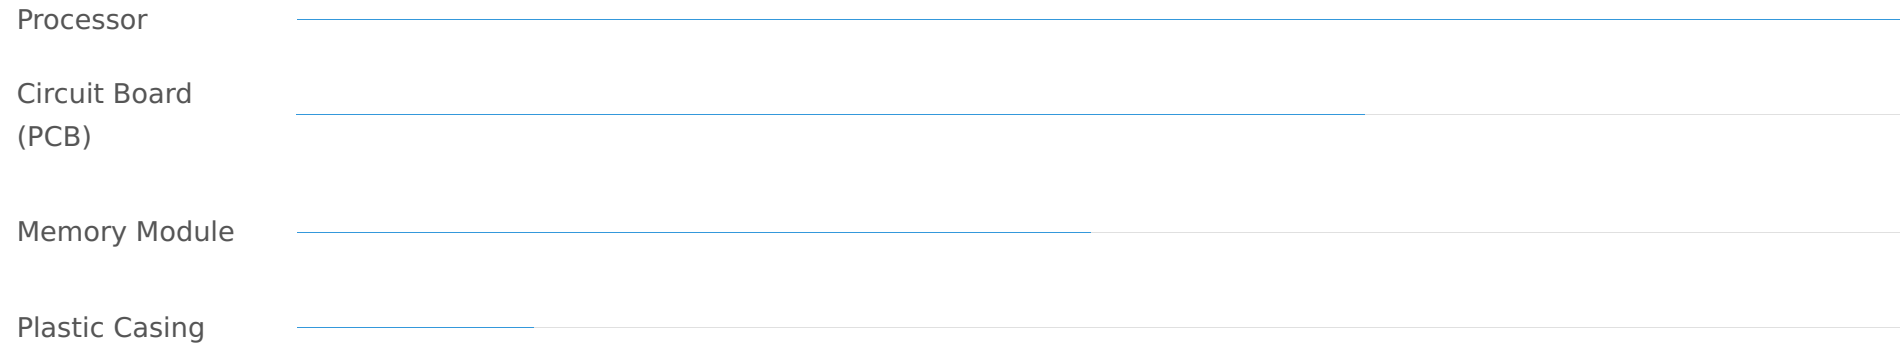 Processor
Circuit Board
(PCB)
Memory Module
Plastic Casing